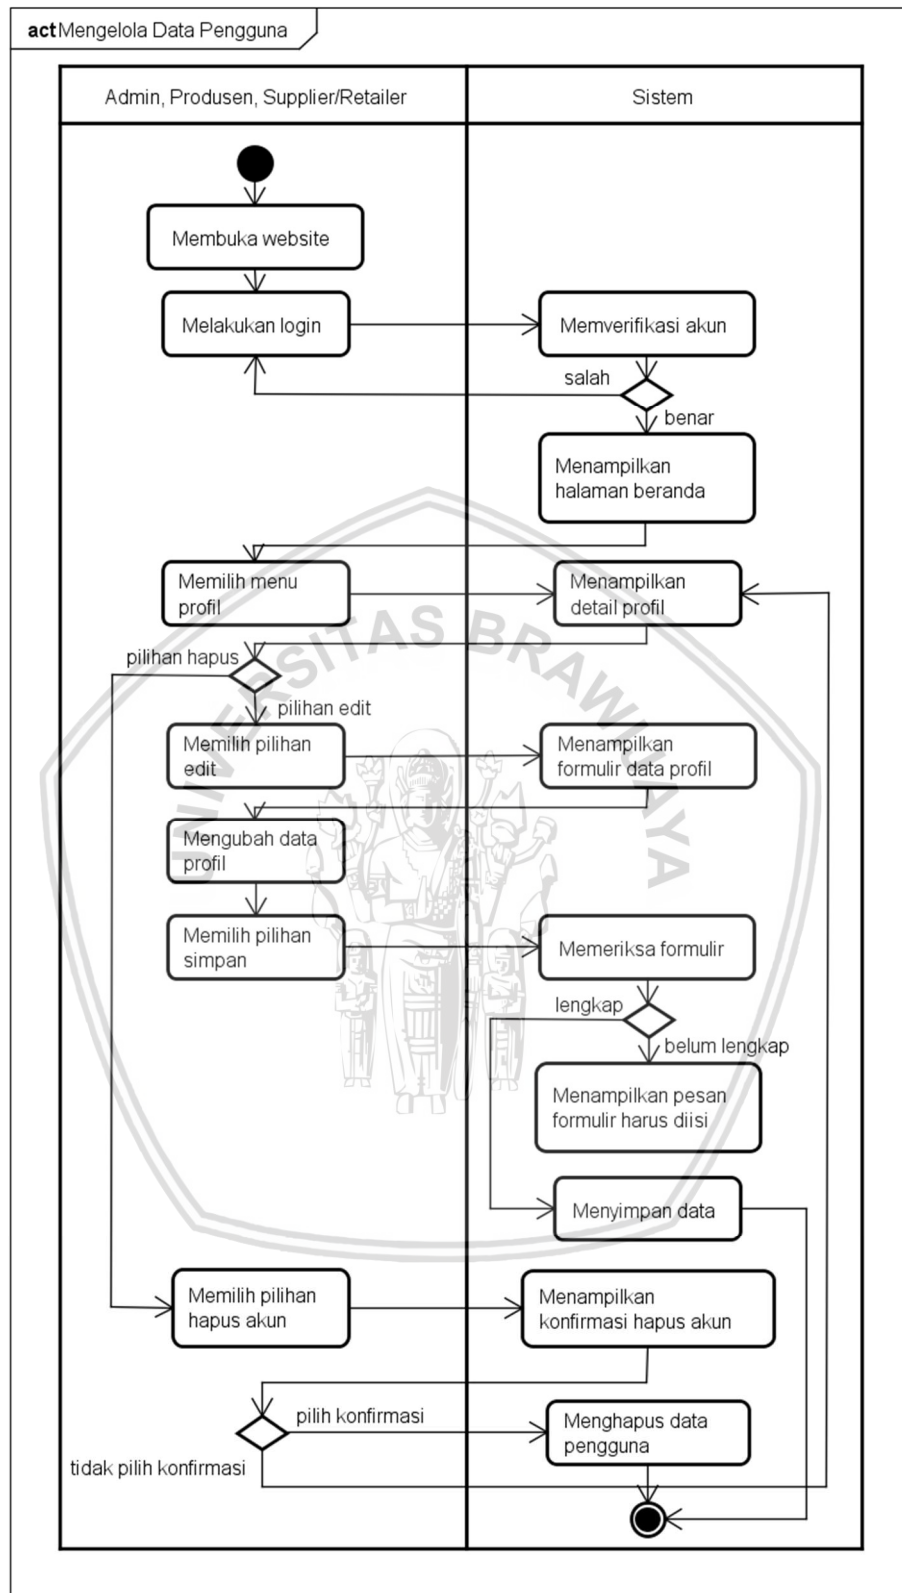 act Mengelola Data Pengguna
Admin, Produsen, Supplier/Retailer
Sistem
Membuka website
Melakukan login
Memverifikasi akun
salah
benar
Menampilkan
halaman beranda
Memilih menu
profil
Menampilkan
detail profil
pilihan hapus
pilihan edit
Memilih pilihan
edit
Menampilkan
formulir data profil
Mengubah data
profil
Memilih pilihan
simpan
Memeriksa formulir
lengkap
belum lengkap
Menampilkan pesan
formulir harus diisi
Menyimpan data
Memilih pilihan
hapus akun
Menampilkan
konfirmasi hapus akun
pilih konfirmasi
Menghapus data
pengguna
tidak pilih konfirmasi
UNIVERSITAS BRAWIJAYA